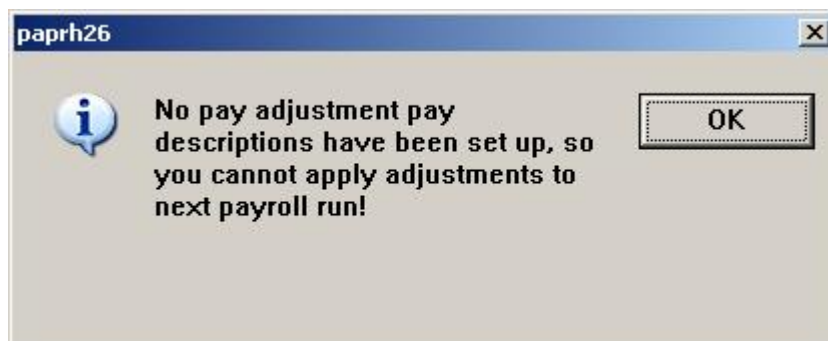 paprh26
No pay adjustment pay
descriptions have been set up, so
you cannot apply adjustments to
next payroll run!
OK